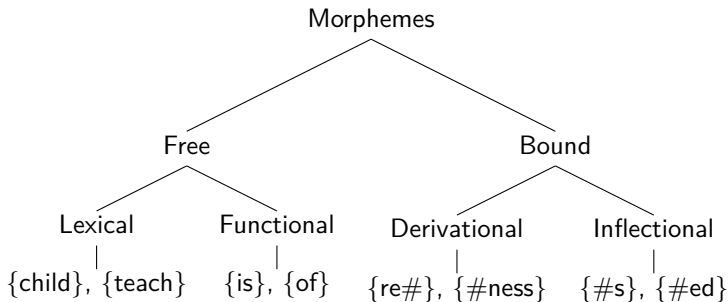 Morphemes
Free Bound
Lexical Functional Derivational Inflectional
{child}, {teach} {is}, {of} {re#}, {#ness} {#s}, {#ed}